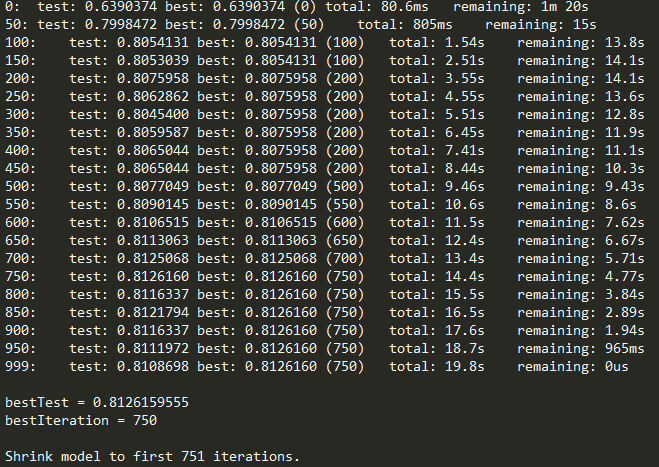 0:    test: 0.6390374 best: 0.6390374 (0) total: 80.6ms   remaining: 1m 20s
50:   test: 0.7998472 best: 0.7998472 (50)    total: 805ms    remaining: 15s
100:    test: 0.8054131 best: 0.8054131 (100)   total: 1.54s    remaining: 13.8s
150:    test: 0.8053039 best: 0.8054131 (100)   total: 2.51s    remaining: 14.1s
200:    test: 0.8075958 best: 0.8075958 (200)   total: 3.55s    remaining: 14.1s
250:    test: 0.8062862 best: 0.8075958 (200)   total: 4.55s    remaining: 13.6s
300:    test: 0.8045400 best: 0.8075958 (200)   total: 5.51s    remaining: 12.8s
350:    test: 0.8059587 best: 0.8075958 (200)   total: 6.45s    remaining: 11.9s
400:    test: 0.8065044 best: 0.8075958 (200)   total: 7.41s    remaining: 11.1s
450:    test: 0.8065044 best: 0.8075958 (200)   total: 8.44s    remaining: 10.3s
500:    test: 0.8077049 best: 0.8077049 (500)   total: 9.46s    remaining: 9.43s
550:    test: 0.8090145 best: 0.8090145 (550)   total: 10.6s    remaining: 8.6s
600:    test: 0.8106515 best: 0.8106515 (600)   total: 11.5s    remaining: 7.62s
650:    test: 0.8113063 best: 0.8113063 (650)   total: 12.4s    remaining: 6.67s
700:    test: 0.8125068 best: 0.8125068 (700)   total: 13.4s    remaining: 5.71s
750:    test: 0.8126160 best: 0.8126160 (750)   total: 14.4s    remaining: 4.77s
800:    test: 0.8116337 best: 0.8126160 (750)   total: 15.5s    remaining: 3.84s
850:    test: 0.8121794 best: 0.8126160 (750)   total: 16.5s    remaining: 2.89s
900:    test: 0.8116337 best: 0.8126160 (750)   total: 17.6s    remaining: 1.94s
950:    test: 0.8111972 best: 0.8126160 (750)   total: 18.7s    remaining: 965ms
999:    test: 0.8108698 best: 0.8126160 (750)   total: 19.8s    remaining: 0us
bestTest = 0.8126159555
bestIteration = 750
Shrink model to first 751 iterations.